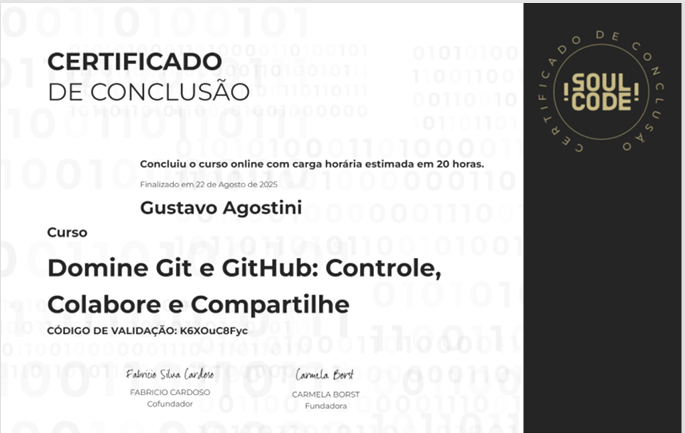 CERTIFICADO
DE CONCLUSÃO
Concluiu o curso online com carga horária estimada em 20 horas.
Finalizado em 22 de Agosto de 2025
Gustavo Agostini
Curso
Domine Git e GitHub: Controle,
Colabore e Compartilhe
CÓDIGO DE VALIDAÇÃO: K6XOuC8Fyc
Fabricio Silva Cardoso
FABRICIO CARDOSO
Cofundador
Carmela Borst
CARMELA BORST
Fundadora
CERTIFICADO DE CONCLUSÃO
!SOUL
CODE!